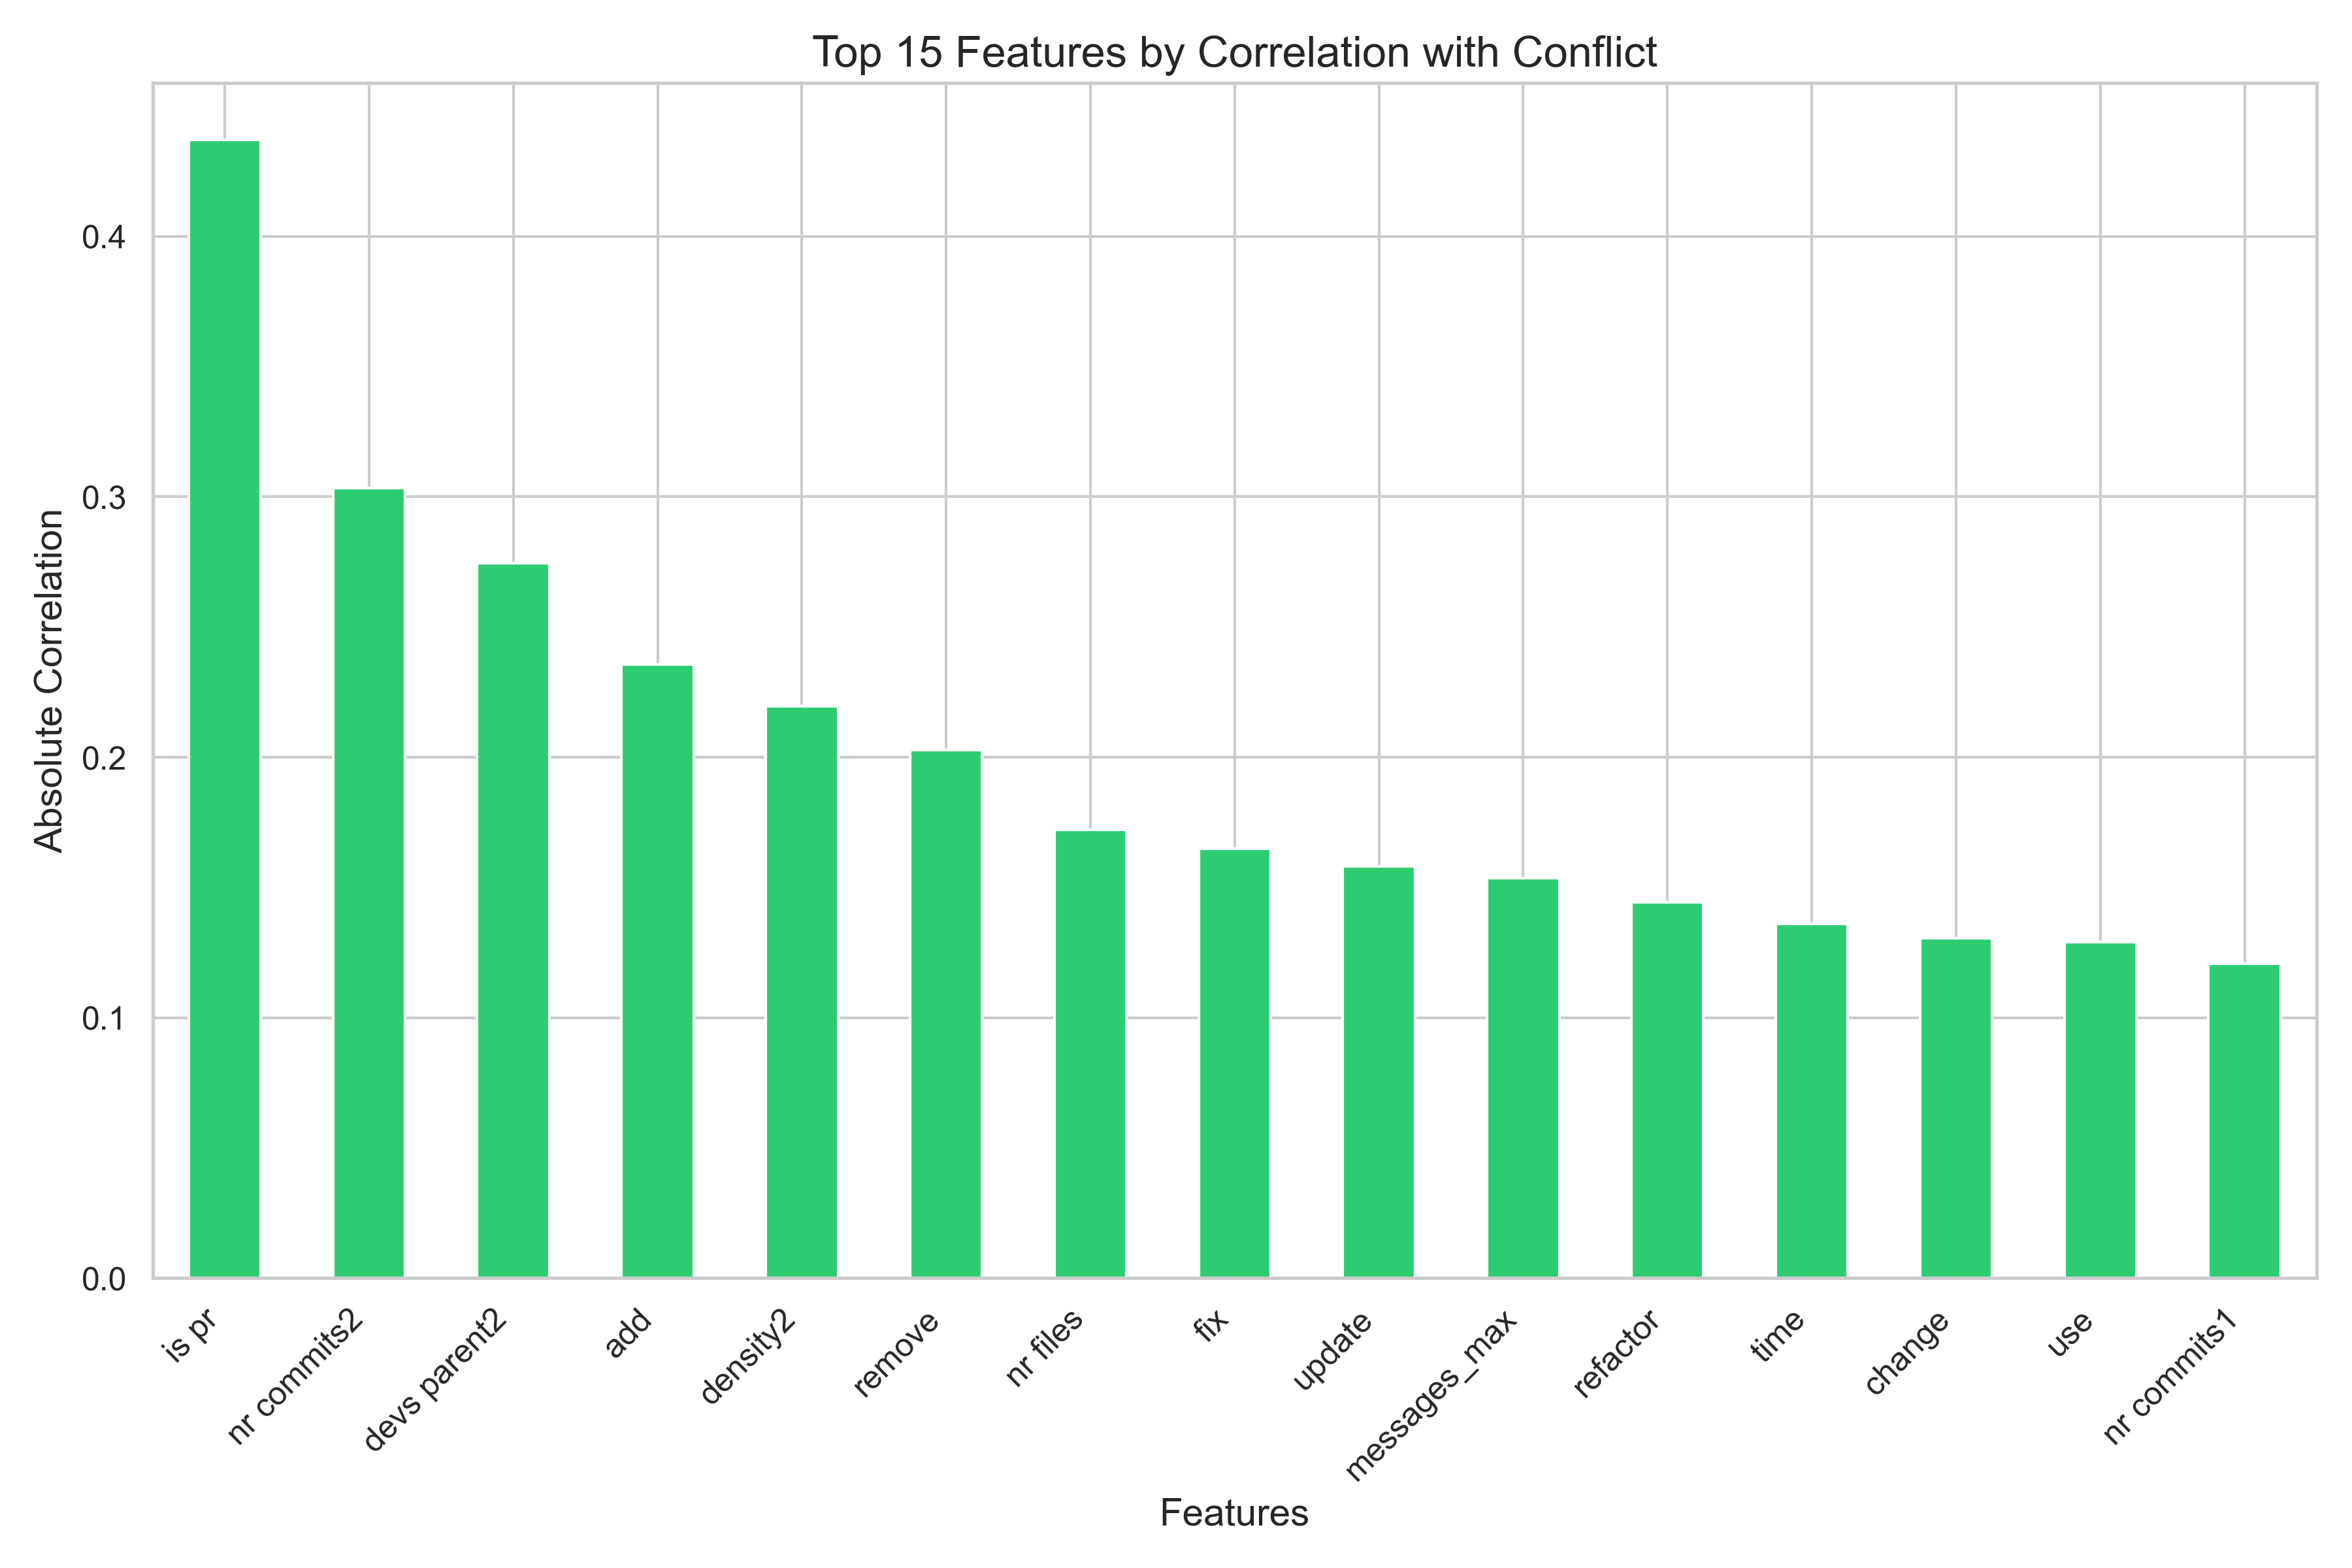 Top 15 Features by Correlation with Conflict
Absolute Correlation
0.4
0.3
0.2
0.1
0.0
is pr
nr commits2
devs parent2
add
density2
remove
nr files
fix
update
messages_max
refactor
time
change
use
nr commits1
Features